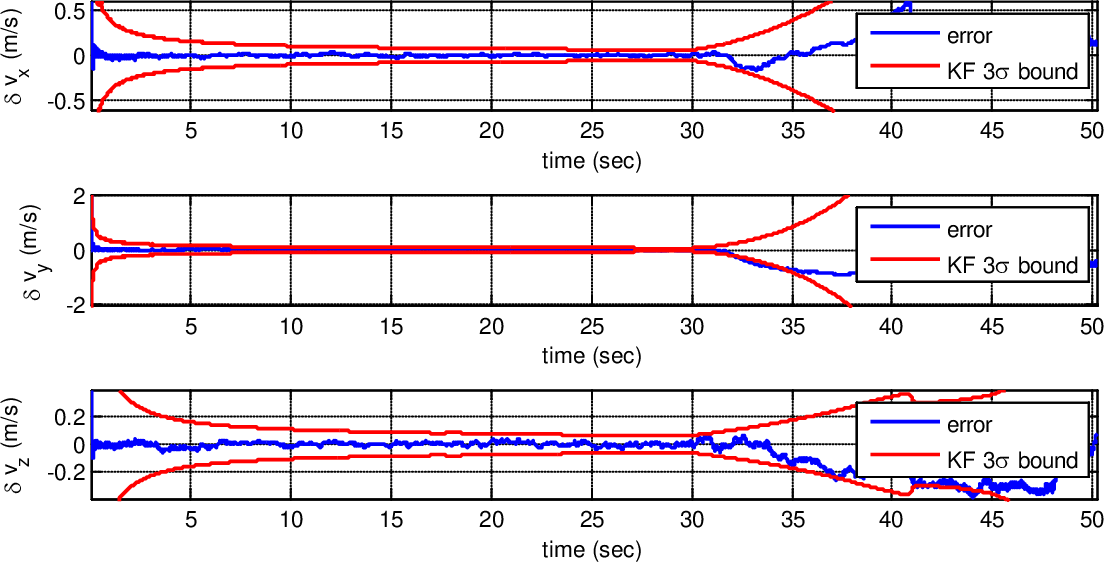 0.5
0
-0.5
δ vx (m/s)
error
KF 3σ bound
5 10 15 20 25 30 35 40 45 50
time (sec)
2
0
-2
δ vy (m/s)
error
KF 3σ bound
5 10 15 20 25 30 35 40 45 50
time (sec)
0.2
0
-0.2
δ vz (m/s)
error
KF 3σ bound
5 10 15 20 25 30 35 40 45 50
time (sec)